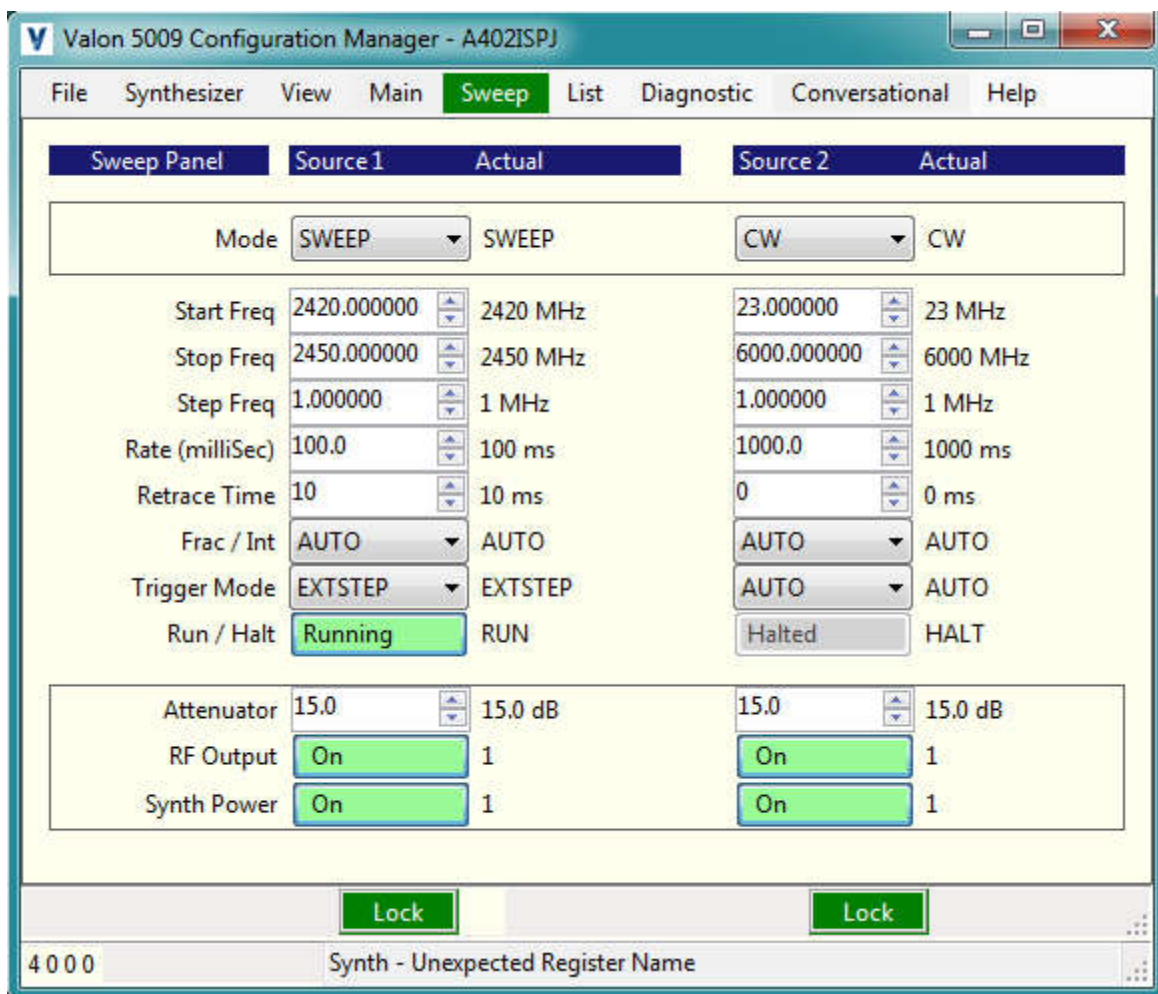 V Valon 5009 Configuration Manager - A402ISPJ
File Synthesizer View Main Sweep List Diagnostic Conversational Help
Sweep Panel Source 1 Actual Source 2 Actual
Mode SWEEP SWEEP CW CW
Start Freq 2420.000000 2420 MHz 23.000000 23 MHz
Stop Freq 2450.000000 2450 MHz 6000.000000 6000 MHz
Step Freq 1.000000 1 MHz 1.000000 1 MHz
Rate (milliSec) 100.0 100 ms 1000.0 1000 ms
Retrace Time 10 10 ms 0 0 ms
Frac / Int AUTO AUTO AUTO AUTO
Trigger Mode EXTSTEP EXTSTEP AUTO AUTO
Run / Halt Running RUN Halted HALT
Attenuator 15.0 15.0 dB 15.0 15.0 dB
RF Output On 1 On 1
Synth Power On 1 On 1
Lock Lock
4 0 0 0 Synth - Unexpected Register Name